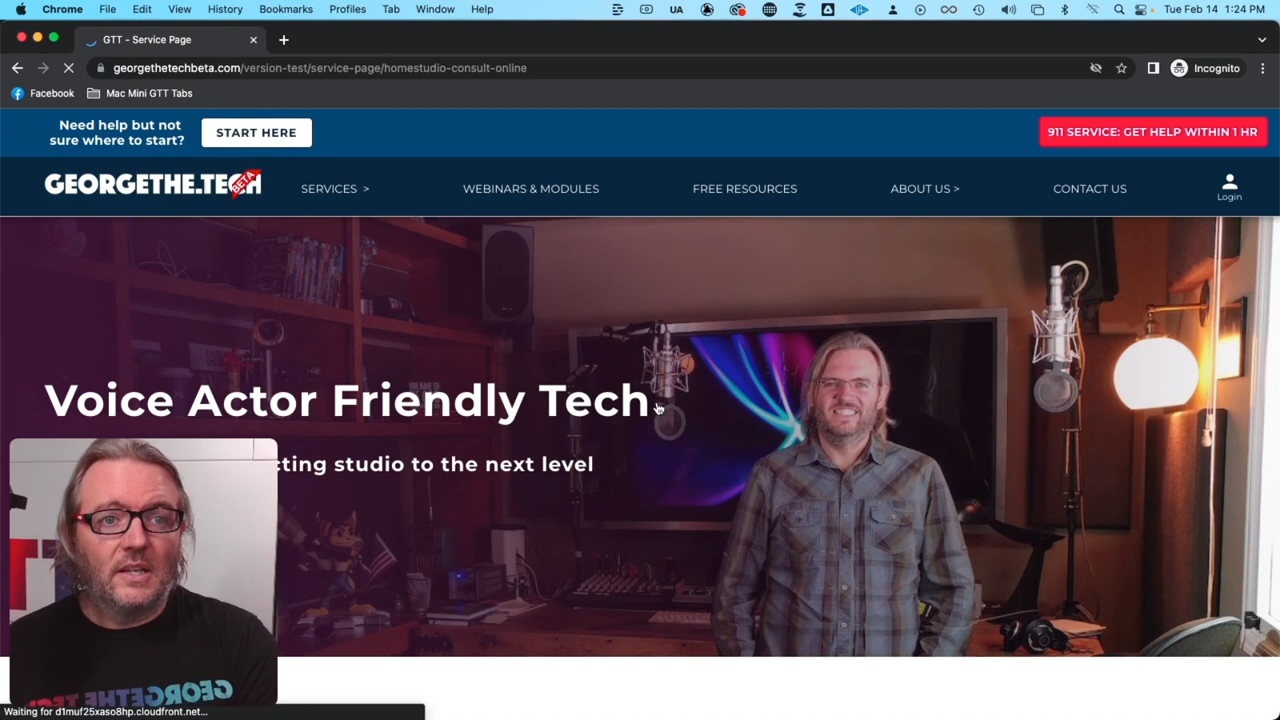 Chrome File Edit View History Bookmarks Profiles Tab Window Help UA Tue Feb 14 1:24 PM
GTT - Service Page
georgethetechbeta.com/version-test/service-page/homestudio-consult-online
Incognito
Facebook Mac Mini GTT Tabs
Need help but not
sure where to start?
START HERE
911 SERVICE: GET HELP WITHIN 1 HR
GEORGETHE.TECH
BETA
SERVICES >
WEBINARS & MODULES
FREE RESOURCES
ABOUT US >
CONTACT US
Login
Voice Actor Friendly Tech
cting studio to the next level
GEORGETHE TECH
Waiting for d1muf25xaso8hp.cloudfront.net...